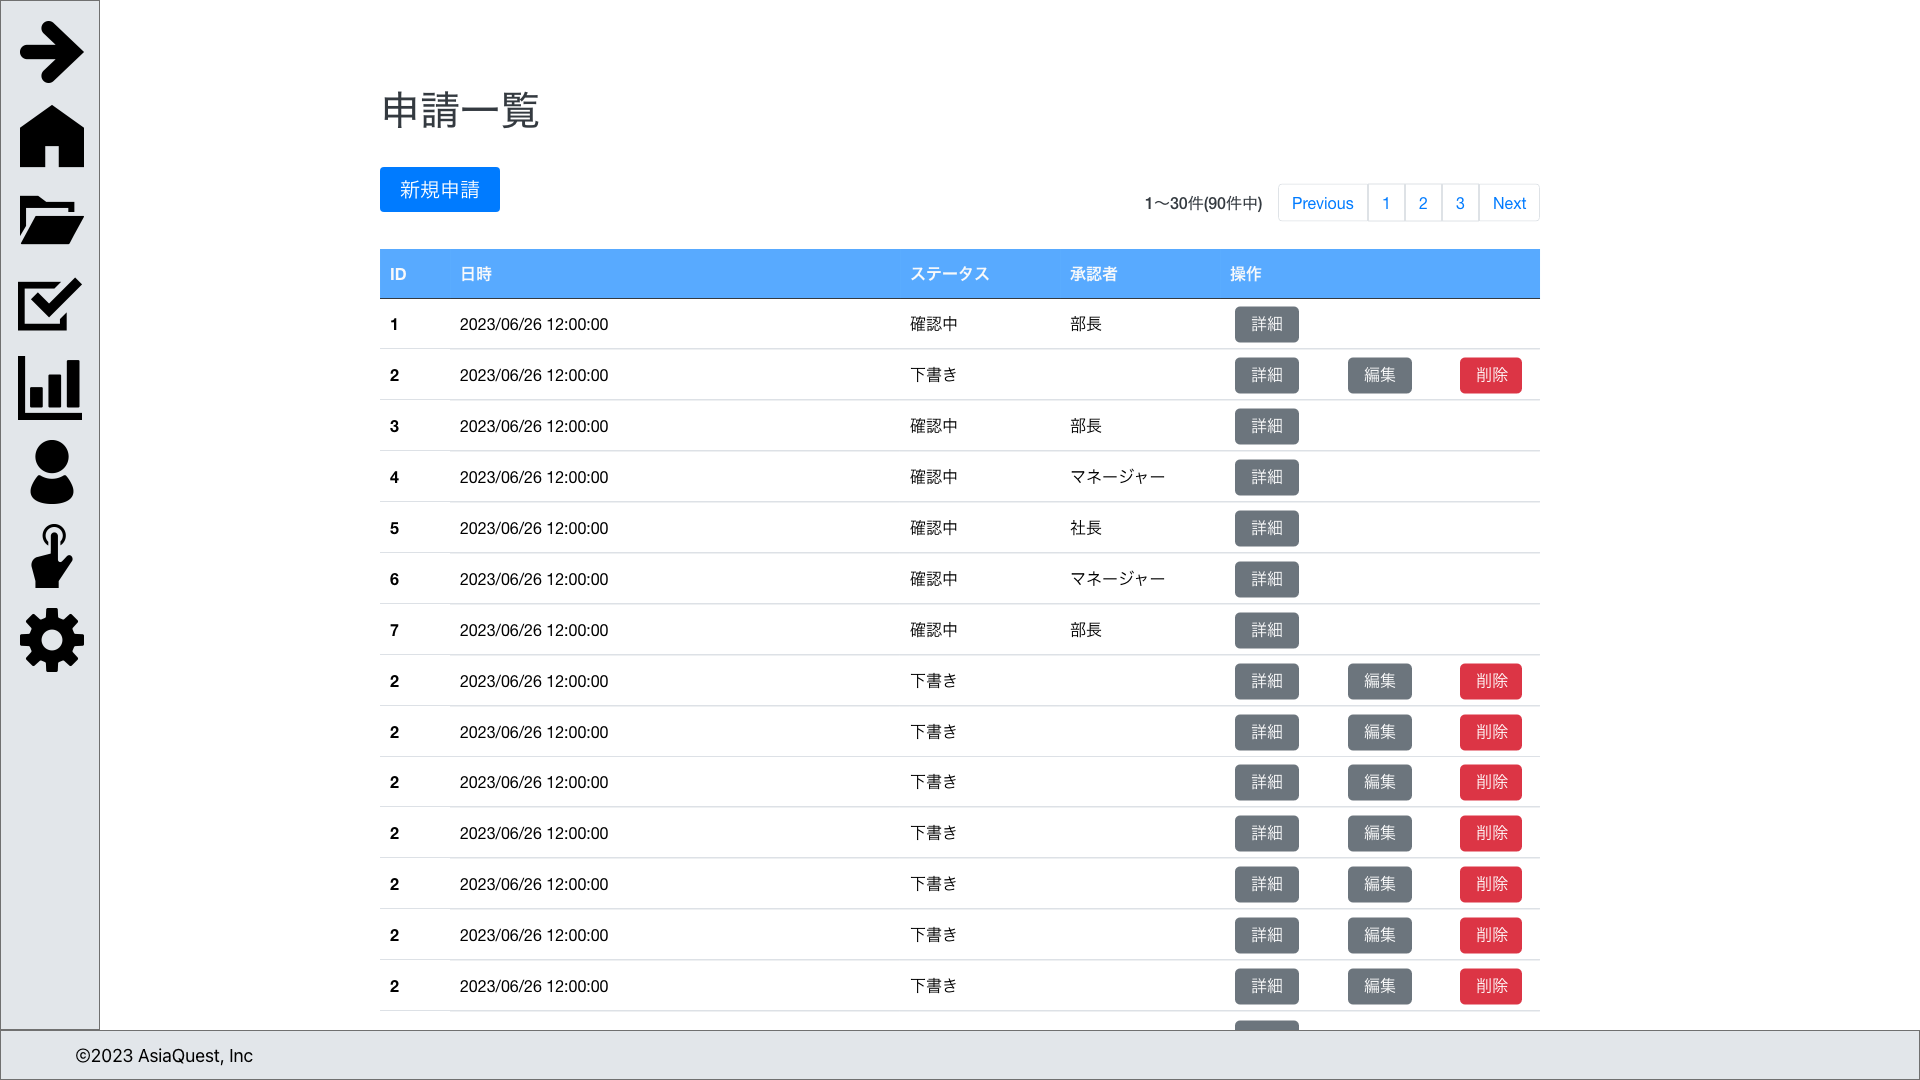 申請一覧
新規申請
1〜30件(90件中) Previous 1 2 3 Next
ID 日時 ステータス 承認者 操作
1 2023/06/26 12:00:00 確認中 部長 詳細
2 2023/06/26 12:00:00 下書き 詳細 編集 削除
3 2023/06/26 12:00:00 確認中 部長 詳細
4 2023/06/26 12:00:00 確認中 マネージャー 詳細
5 2023/06/26 12:00:00 確認中 社長 詳細
6 2023/06/26 12:00:00 確認中 マネージャー 詳細
7 2023/06/26 12:00:00 確認中 部長 詳細
2 2023/06/26 12:00:00 下書き 詳細 編集 削除
2 2023/06/26 12:00:00 下書き 詳細 編集 削除
2 2023/06/26 12:00:00 下書き 詳細 編集 削除
2 2023/06/26 12:00:00 下書き 詳細 編集 削除
2 2023/06/26 12:00:00 下書き 詳細 編集 削除
2 2023/06/26 12:00:00 下書き 詳細 編集 削除
2 2023/06/26 12:00:00 下書き 詳細 編集 削除
©2023 AsiaQuest, Inc